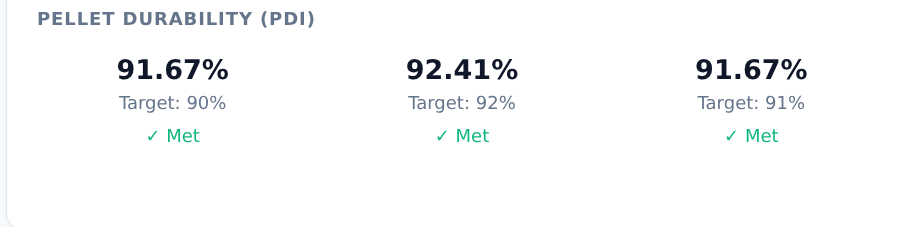 PELLET DURABILITY (PDI)
91.67% 92.41% 91.67%
Target: 90% Target: 92% Target: 91%
✓ Met ✓ Met ✓ Met